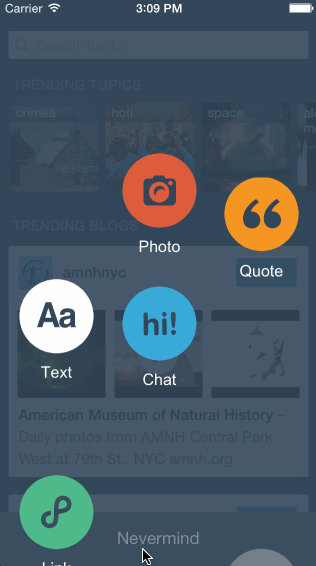 Carrier 3:09 PM
Search Tumblr
TRENDING TOPICS
crimea holi space
Photo
TRENDING BLOGS
Quote
amnhnyc
Aa
hi!
Text
Chat
American Museum of Natural History –
Daily photos from AMNH Central Park
West at 79th St., NYC amnh.org
Nevermind
Link